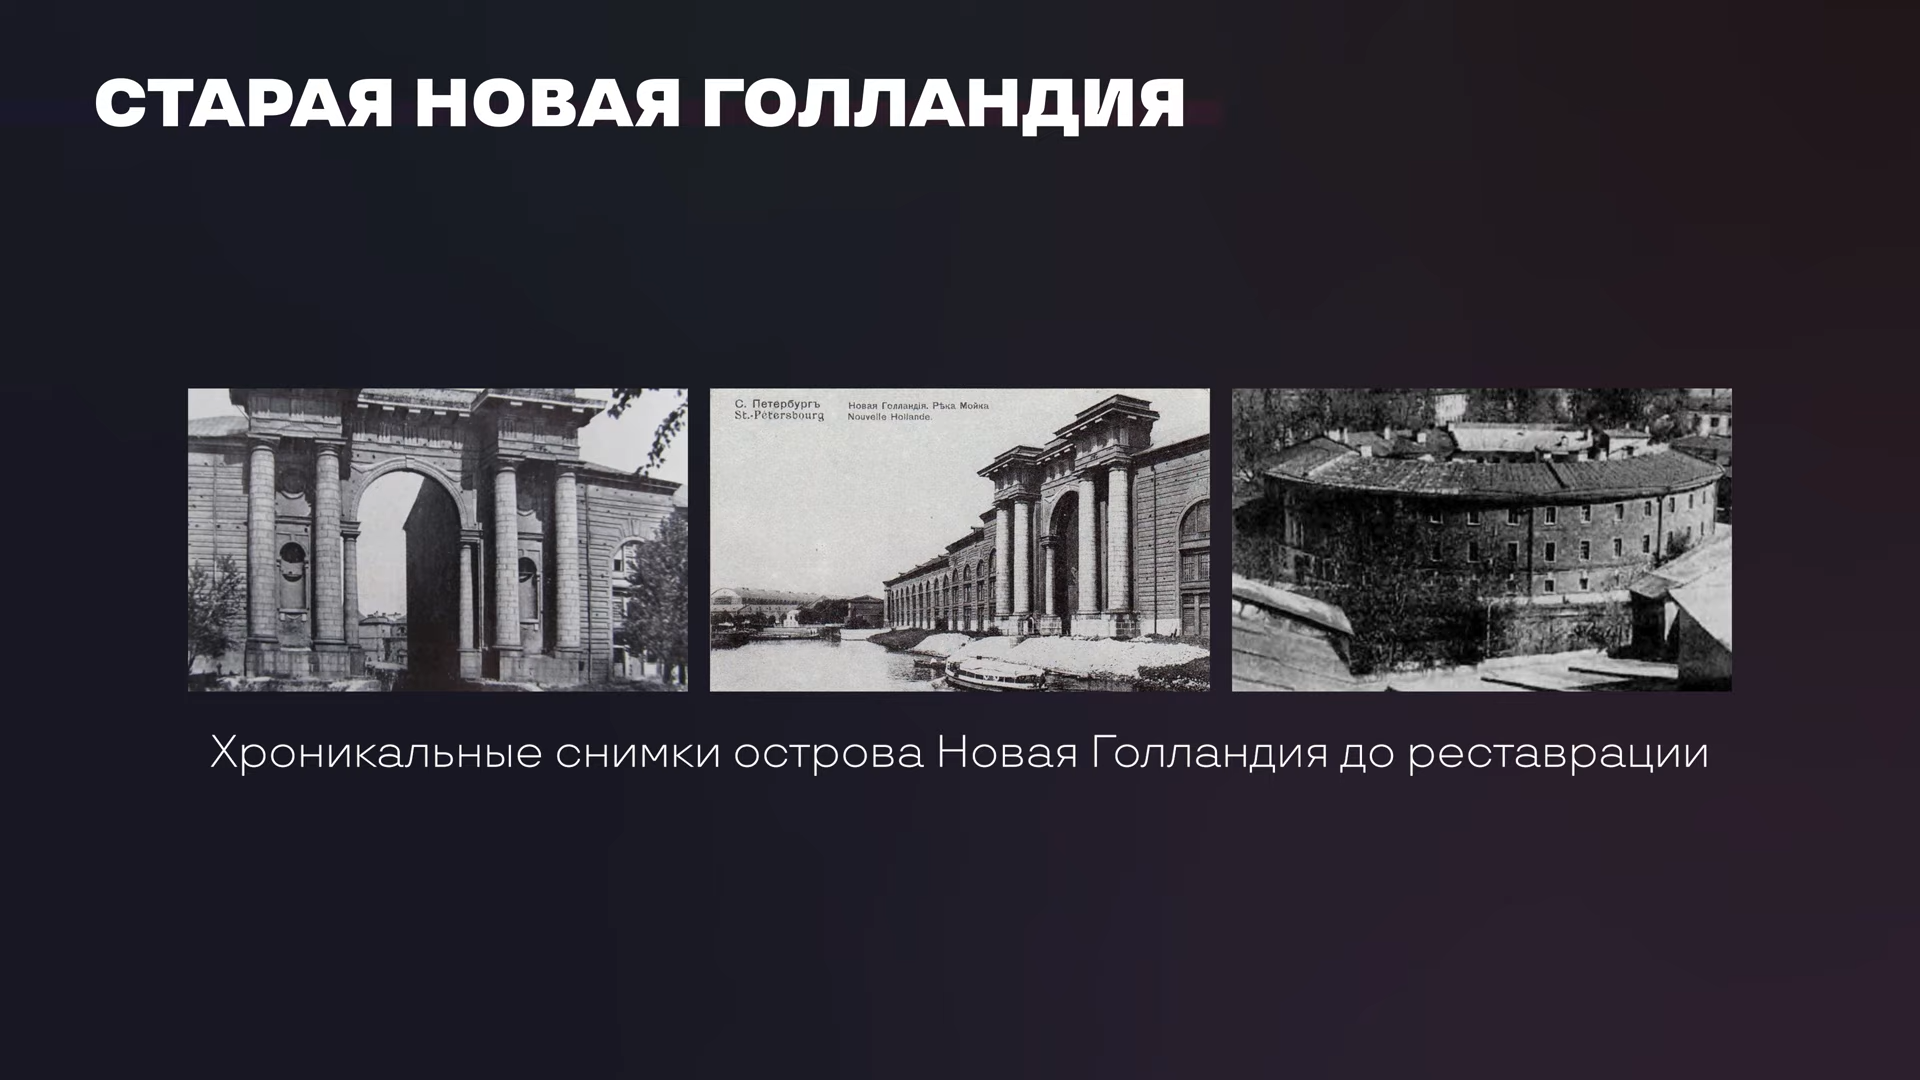 СТАРАЯ НОВАЯ ГОЛЛАНДИЯ
С. Петербургъ
St.-Pétersbourg
Новая Голландія. Рѣка Мойка
Nouvelle Hollande.
Хроникальные снимки острова Новая Голландия до реставрации